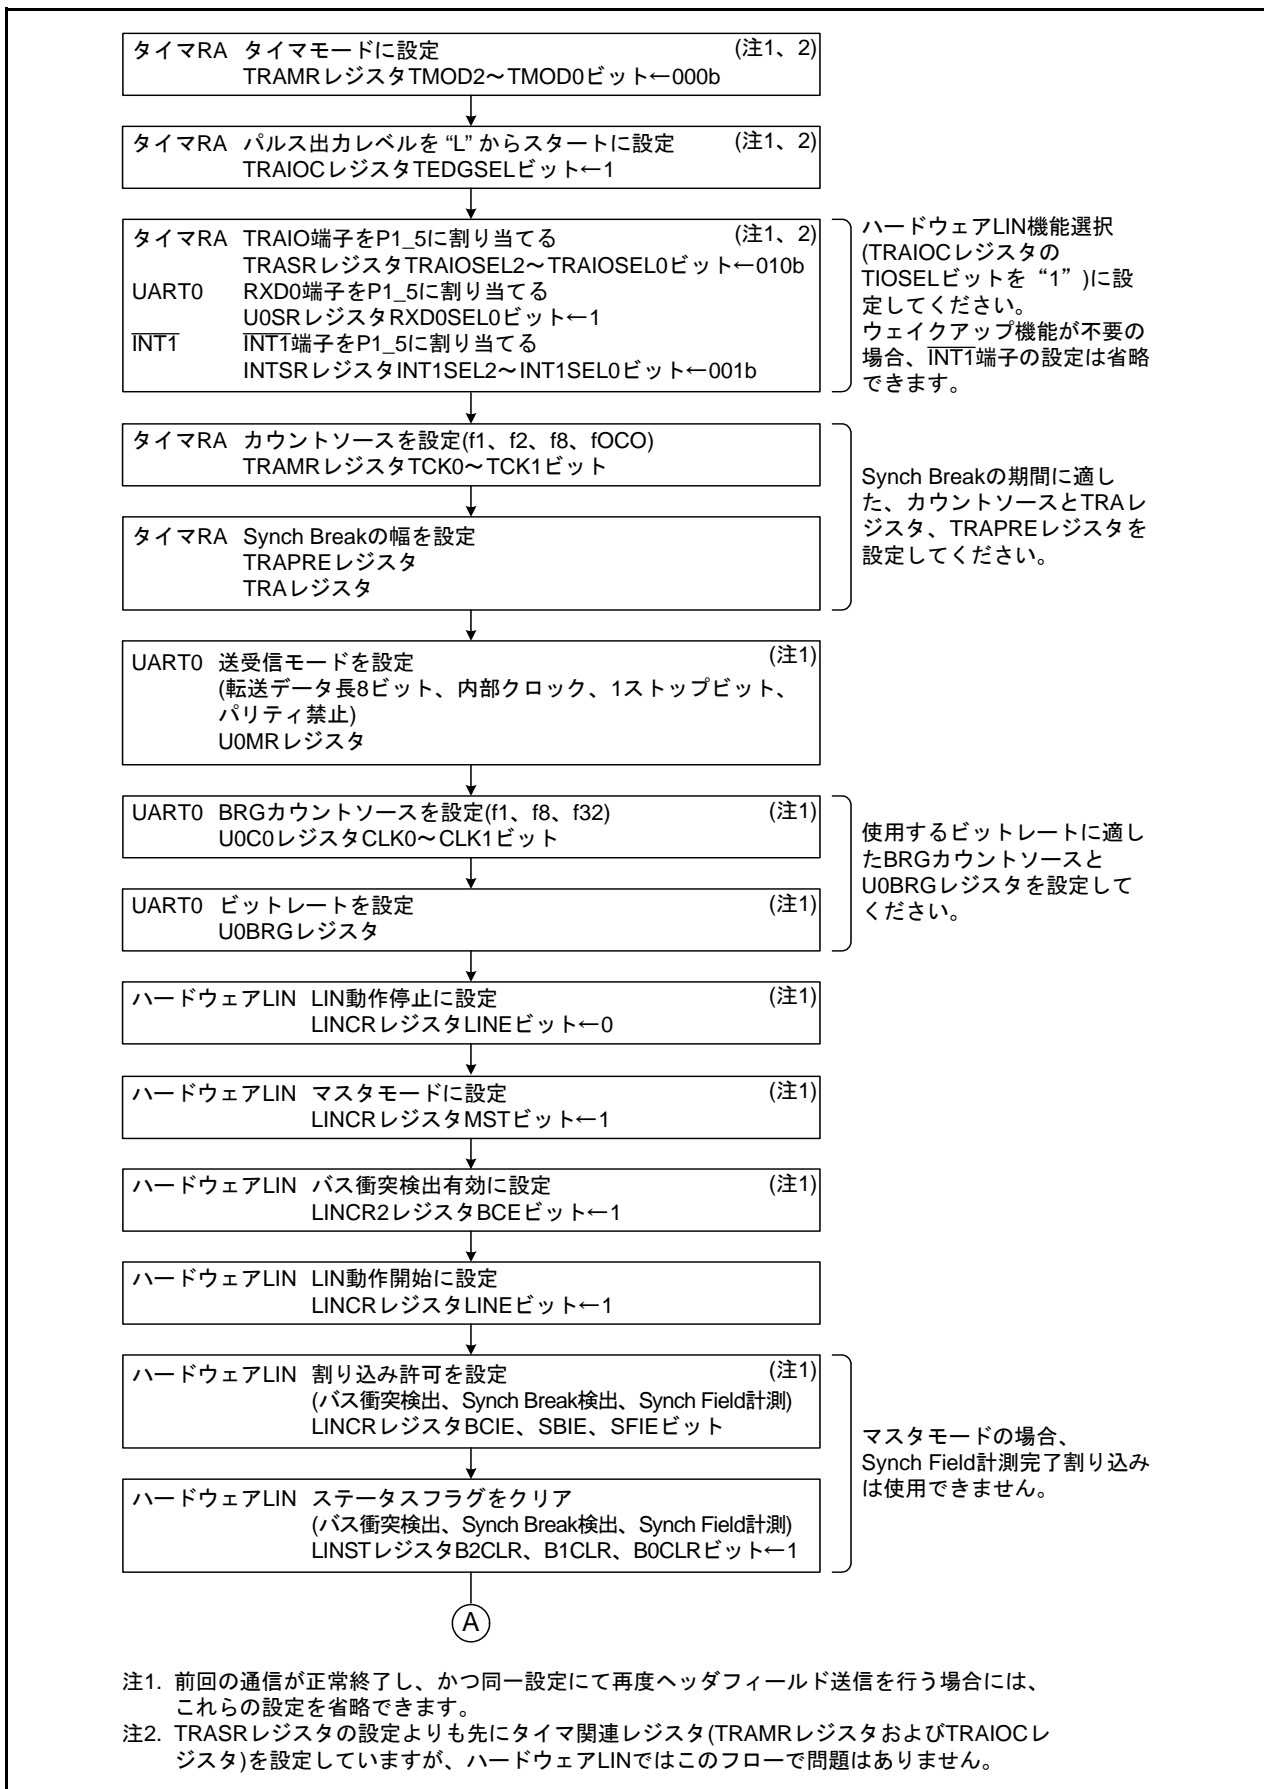 タイマRA タイマモードに設定 (注1、2)
TRAMRレジスタTMOD2～TMOD0ビット←000b
タイマRA パルス出力レベルを “L” からスタートに設定 (注1、2)
TRAIOCレジスタTEDGSELビット←1
タイマRA TRAIO端子をP1_5に割り当てる (注1、2)
TRASRレジスタTRAIOSEL2～TRAIOSEL0ビット←010b
UART0 RXD0端子をP1_5に割り当てる
U0SRレジスタRXD0SEL0ビット←1
INT1 INT1端子をP1_5に割り当てる
INTSRレジスタINT1SEL2～INT1SEL0ビット←001b
ハードウェアLIN機能選択
(TRAIOCレジスタの
TIOSELビットを“1”)に設
定してください。
ウェイクアップ機能が不要の
場合、INT1端子の設定は省略
できます。
タイマRA カウントソースを設定(f1、f2、f8、fOCO)
TRAMRレジスタTCK0～TCK1ビット
タイマRA Synch Breakの幅を設定
TRAPREレジスタ
TRAレジスタ
Synch Breakの期間に適し
た、カウントソースとTRAレ
ジスタ、TRAPREレジスタを
設定してください。
UART0 送受信モードを設定 (注1)
(転送データ長8ビット、内部クロック、1ストップビット、
パリティ禁止)
U0MRレジスタ
UART0 BRGカウントソースを設定(f1、f8、f32) (注1)
U0C0レジスタCLK0～CLK1ビット
UART0 ビットレートを設定 (注1)
U0BRGレジスタ
使用するビットレートに適し
たBRGカウントソースと
U0BRGレジスタを設定して
ください。
ハードウェアLIN LIN動作停止に設定 (注1)
LINCRレジスタLINEビット←0
ハードウェアLIN マスタモードに設定 (注1)
LINCRレジスタMSTビット←1
ハードウェアLIN バス衝突検出有効に設定 (注1)
LINCR2レジスタBCEビット←1
ハードウェアLIN LIN動作開始に設定
LINCRレジスタLINEビット←1
ハードウェアLIN 割り込み許可を設定 (注1)
(バス衝突検出、Synch Break検出、Synch Field計測)
LINCRレジスタBCIE、SBIE、SFIEビット
ハードウェアLIN ステータスフラグをクリア
(バス衝突検出、Synch Break検出、Synch Field計測)
LINSTレジスタB2CLR、B1CLR、B0CLRビット←1
マスタモードの場合、
Synch Field計測完了割り込み
は使用できません。
A
注1. 前回の通信が正常終了し、かつ同一設定にて再度ヘッダフィールド送信を行う場合には、
これらの設定を省略できます。
注2. TRASRレジスタの設定よりも先にタイマ関連レジスタ(TRAMRレジスタおよびTRAIOCレ
ジスタ)を設定していますが、ハードウェアLINではこのフローで問題はありません。